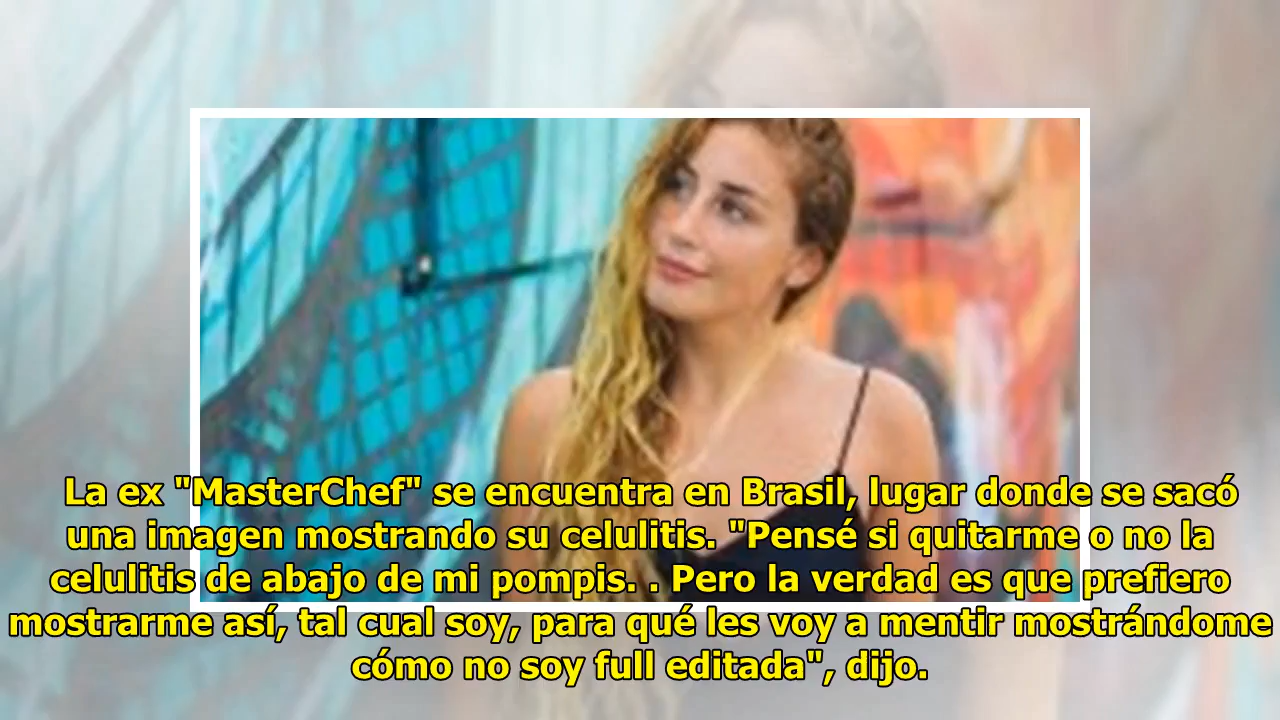 La ex "MasterChef" se encuentra en Brasil, lugar donde se sacó
una imagen mostrando su celulitis. "Pensé si quitarme o no la
celulitis de abajo de mi pompis. . Pero la verdad es que prefiero
mostrarme así, tal cual soy, para qué les voy a mentir mostrándome
cómo no soy full editada", dijo.